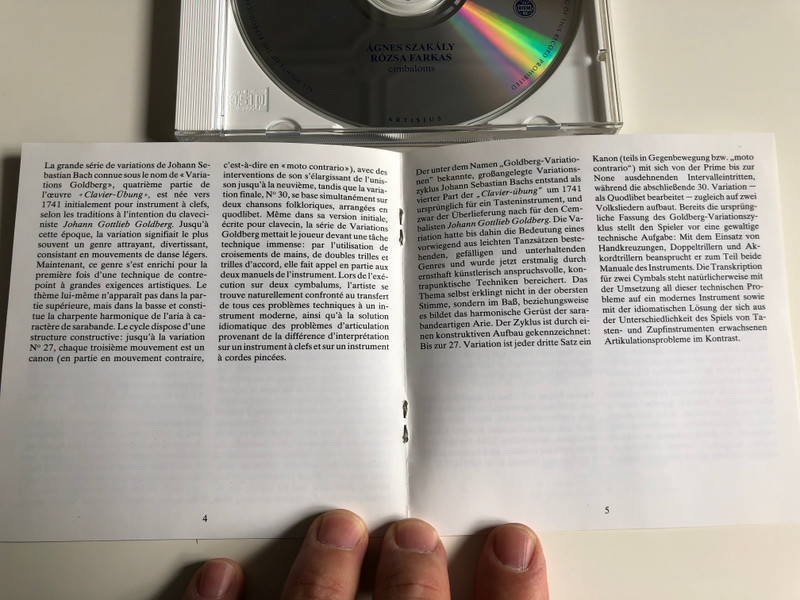 ÁGNES SZAKÁLY
RÓZSA FARKAS
cymbaloms
ARTISJUS
La grande série de variations de Johann Se-
bastian Bach connue sous le nom de « Varia-
tions Goldberg», quatrième partie de
l'œuvre «Clavier-Übung», est née vers
1741 initialement pour instrument à clefs,
selon les traditions à l'intention du claveci-
niste Johann Gottlieb Goldberg. Jusqu'à
cette époque, la variation signifiait le plus
souvent un genre attrayant, divertissant,
consistant en mouvements de danse légers.
Maintenant, ce genre s'est enrichi pour la
première fois d'une technique de contre-
point à grandes exigences artistiques. Le
thème lui-même n'apparaît pas dans la par-
tie supérieure, mais dans la basse et consti-
tue la charpente harmonique de l'aria à ca-
ractère de sarabande. Le cycle dispose d'une
structure constructive: jusqu'à la variation
Nº 27, chaque troisième mouvement est un
canon (en partie en mouvement contraire,
c'est-à-dire en « moto contrario»), avec des
interventions de son s'élargissant de l'unis-
son jusqu'à la neuvième, tandis que la varia-
tion finale, Nº 30, se base simultanément sur
deux chansons folkloriques, arrangées en
quodlibet. Même dans sa version initiale,
écrite pour clavecin, la série de Variations
Goldberg mettait le joueur devant une tâche
technique immense: par l'utilisation de
croisements de mains, de doubles trilles et
trilles d'accord, elle fait appel en partie aux
deux manuels de l'instrument. Lors de l'exé-
cution sur deux cymbalums, l'artiste se
trouve naturellement confronté au transfert
de tous ces problèmes techniques à un in-
strument moderne, ainsi qu'à la solution
idiomatique des problèmes d'articulation
provenant de la différence d'interprétation
sur un instrument à clefs et sur un instrument
à cordes pincées.
4
Der unter dem Namen „Goldberg-Variatio-
nen" bekannte, großangelegte Variations-
zyklus Johann Sebastian Bachs entstand als
vierter Part der „Clavier-übung" um 1741
ursprünglich für ein Tasteninstrument, und
zwar der Überlieferung nach für den Cem-
balisten Johann Gottlieb Goldberg. Die Va-
riation hatte bis dahin die Bedeutung eines
vorwiegend aus leichten Tanzsätzen beste-
henden, gefälligen und unterhaltenden
Genres und wurde jetzt erstmalig durch
ernsthaft künstlerisch anspruchsvolle, kon-
trapunktische Techniken bereichert. Das
Thema selbst erklingt nicht in der obersten
Stimme, sondern im Baß, beziehungsweise
es bildet das harmonische Gerüst der sara-
bandeartigen Arie. Der Zyklus ist durch ei-
nen konstruktiven Aufbau gekennzeichnet:
Bis zur 27. Variation ist jeder dritte Satz ein
Kanon (teils in Gegenbewegung bzw. „moto
contrario") mit sich von der Prime bis zur
None ausdehnenden Intervalleintritten,
während die abschließende 30. Variation —
als Quodlibet bearbeitet — zugleich auf zwei
Volksliedern aufbaut. Bereits die ursprüng-
liche Fassung des Goldberg-Variationszy-
klus stellt den Spieler vor eine gewaltige
technische Aufgabe: Mit dem Einsatz von
Handkreuzungen, Doppeltrillern und Ak-
kordtrillern beansprucht er zum Teil beide
Manuale des Instruments. Die Transkription
für zwei Cymbals steht natürlicherweise mit
der Umsetzung all dieser technischen Pro-
bleme auf ein modernes Instrument sowie
mit der idiomatischen Lösung der sich aus
der Unterschiedlichkeit des Spiels von Ta-
sten- und Zupfinstrumenten erwachsenen
Artikulationsprobleme im Kontrast.
5